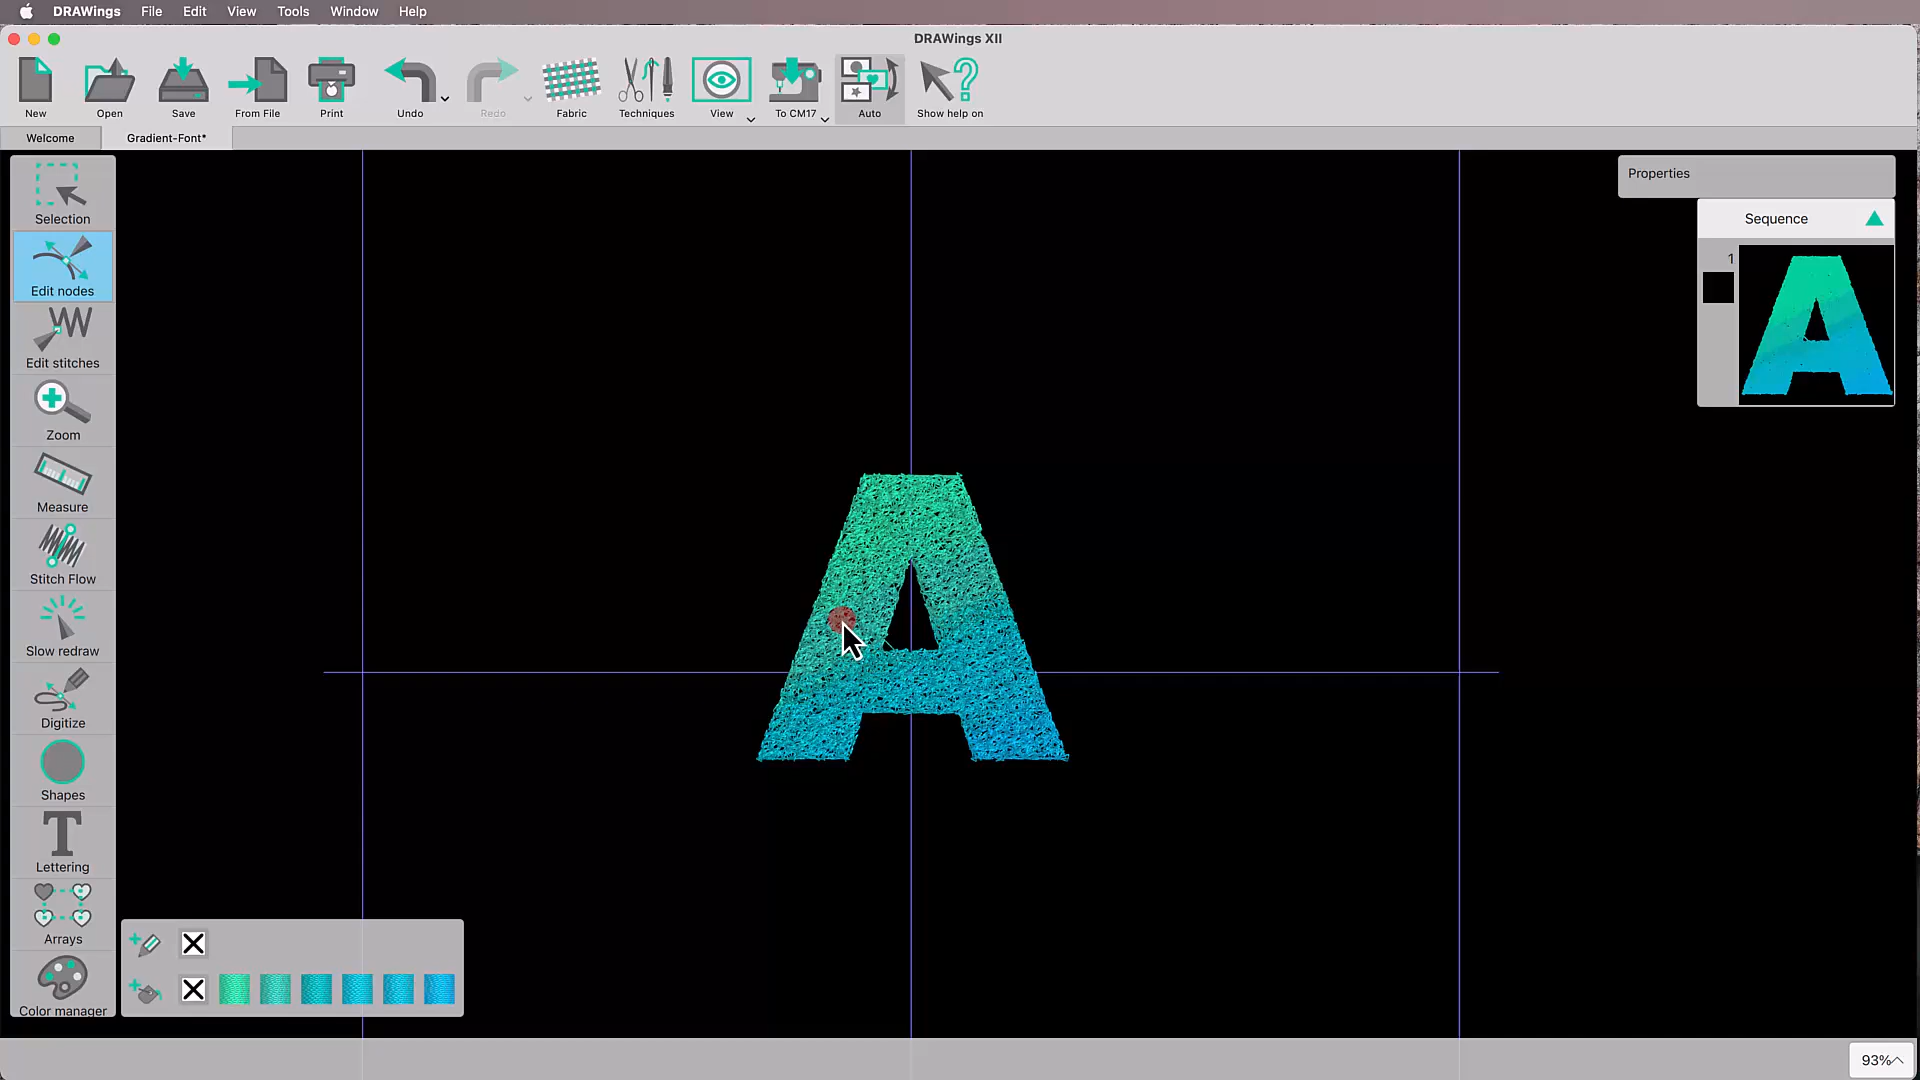 DRAWings File Edit View Tools Window Help
DRAWings XII
New Open Save From File Print Undo Redo Fabric Techniques View To CM17 Auto Show help on
Welcome Gradient-Font*
Selection
Edit nodes
Edit stitches
Zoom
Measure
Stitch Flow
Slow redraw
Digitize
Shapes
T
Lettering
Arrays
Color manager
A
Properties
Sequence
1
A
93%